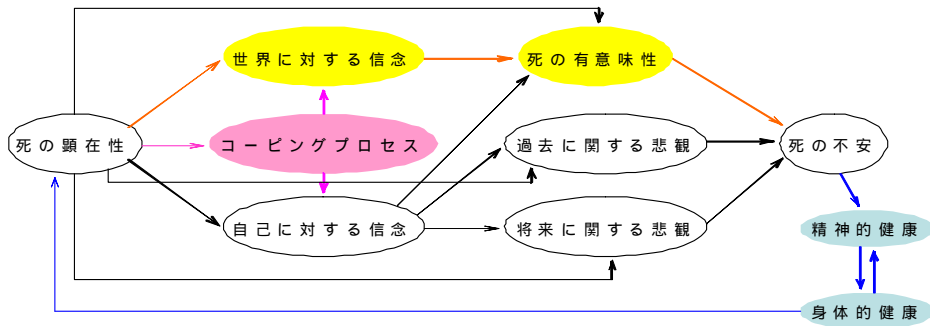 世界に対する信念
死の有意味性
死の顕在性
コーピングプロセス
過去に関する悲観
死の不安
自己に対する信念
将来に関する悲観
精神的健康
身体的健康